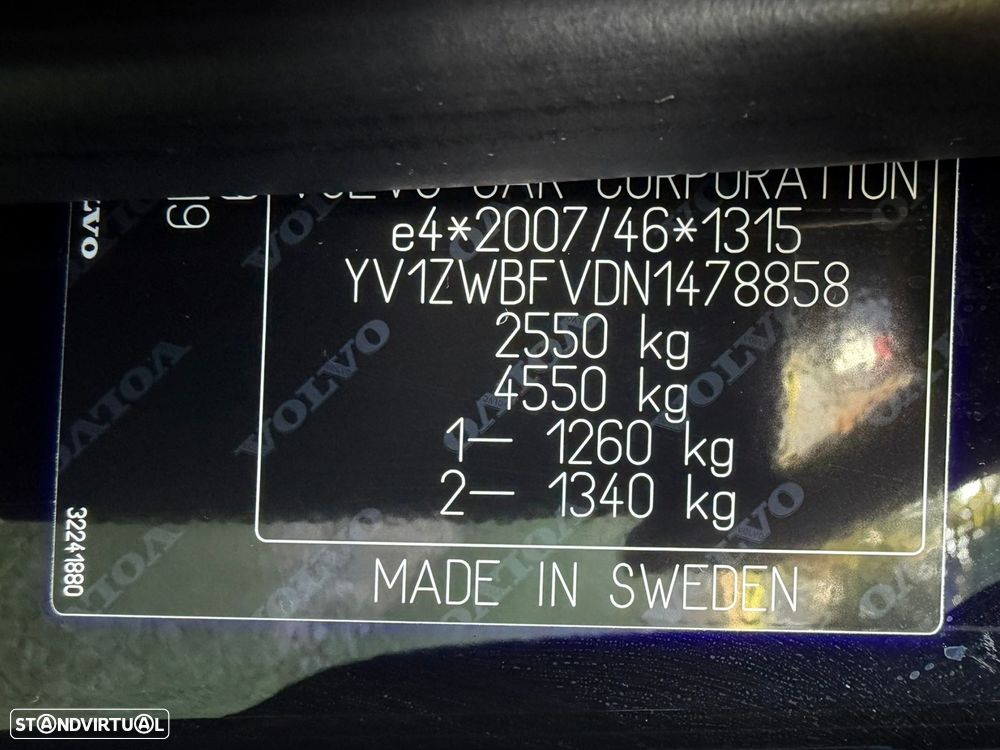 VOLVO CAR CORPORATION
e4*2007/46*1315
YV1ZWBFVDN1478858
2550 kg
4550 kg
1— 1260 kg
2— 1340 kg
MADE IN SWEDEN
32241880
STANDVIRTUAL